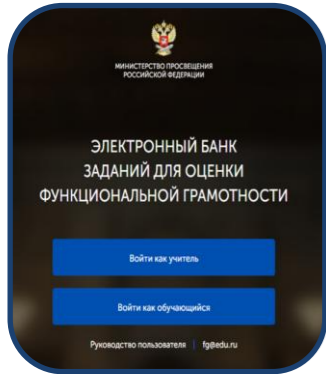 МИНИСТЕРСТВО ПРОСВЕЩЕНИЯ
РОССИЙСКОЙ ФЕДЕРАЦИИ
ЭЛЕКТРОННЫЙ БАНК
ЗАДАНИЙ ДЛЯ ОЦЕНКИ
ФУНКЦИОНАЛЬНОЙ ГРАМОТНОСТИ
Войти как учитель
Войти как обучающийся
Руководство пользователя | fg@edu.ru